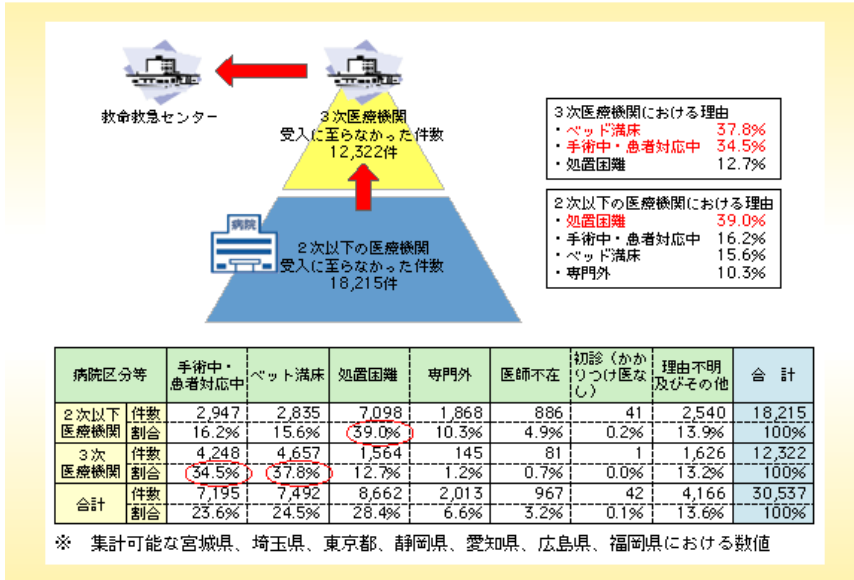 救命救急センター
3次医療機関
受入に至らなかった件数
12,322件
病院
2次以下の医療機関
受入に至らなかった件数
18,215件
3次医療機関における理由
・ベッド満床 37.8%
・手術中・患者対応中 34.5%
・処置困難 12.7%
2次以下の医療機関における理由
・処置困難 39.0%
・手術中・患者対応中 16.2%
・ベッド満床 15.6%
・専門外 10.3%
病院区分等 手術中・患者対応中 ベット満床 処置困難 専門外 医師不在 初診(かかりつけ医なし) 理由不明及びその他 合計
2次以下医療機関 件数 2,947 2,835 7,098 1,868 886 41 2,540 18,215
割合 16.2% 15.6% 39.0% 10.3% 4.9% 0.2% 13.9% 100%
3次医療機関 件数 4,248 4,657 1,564 145 81 1 1,626 12,322
割合 34.5% 37.8% 12.7% 1.2% 0.7% 0.0% 13.2% 100%
合計 件数 7,195 7,492 8,662 2,013 967 42 4,166 30,537
割合 23.6% 24.5% 28.4% 6.6% 3.2% 0.1% 13.6% 100%
※ 集計可能な宮城県、埼玉県、東京都、静岡県、愛知県、広島県、福岡県における数値